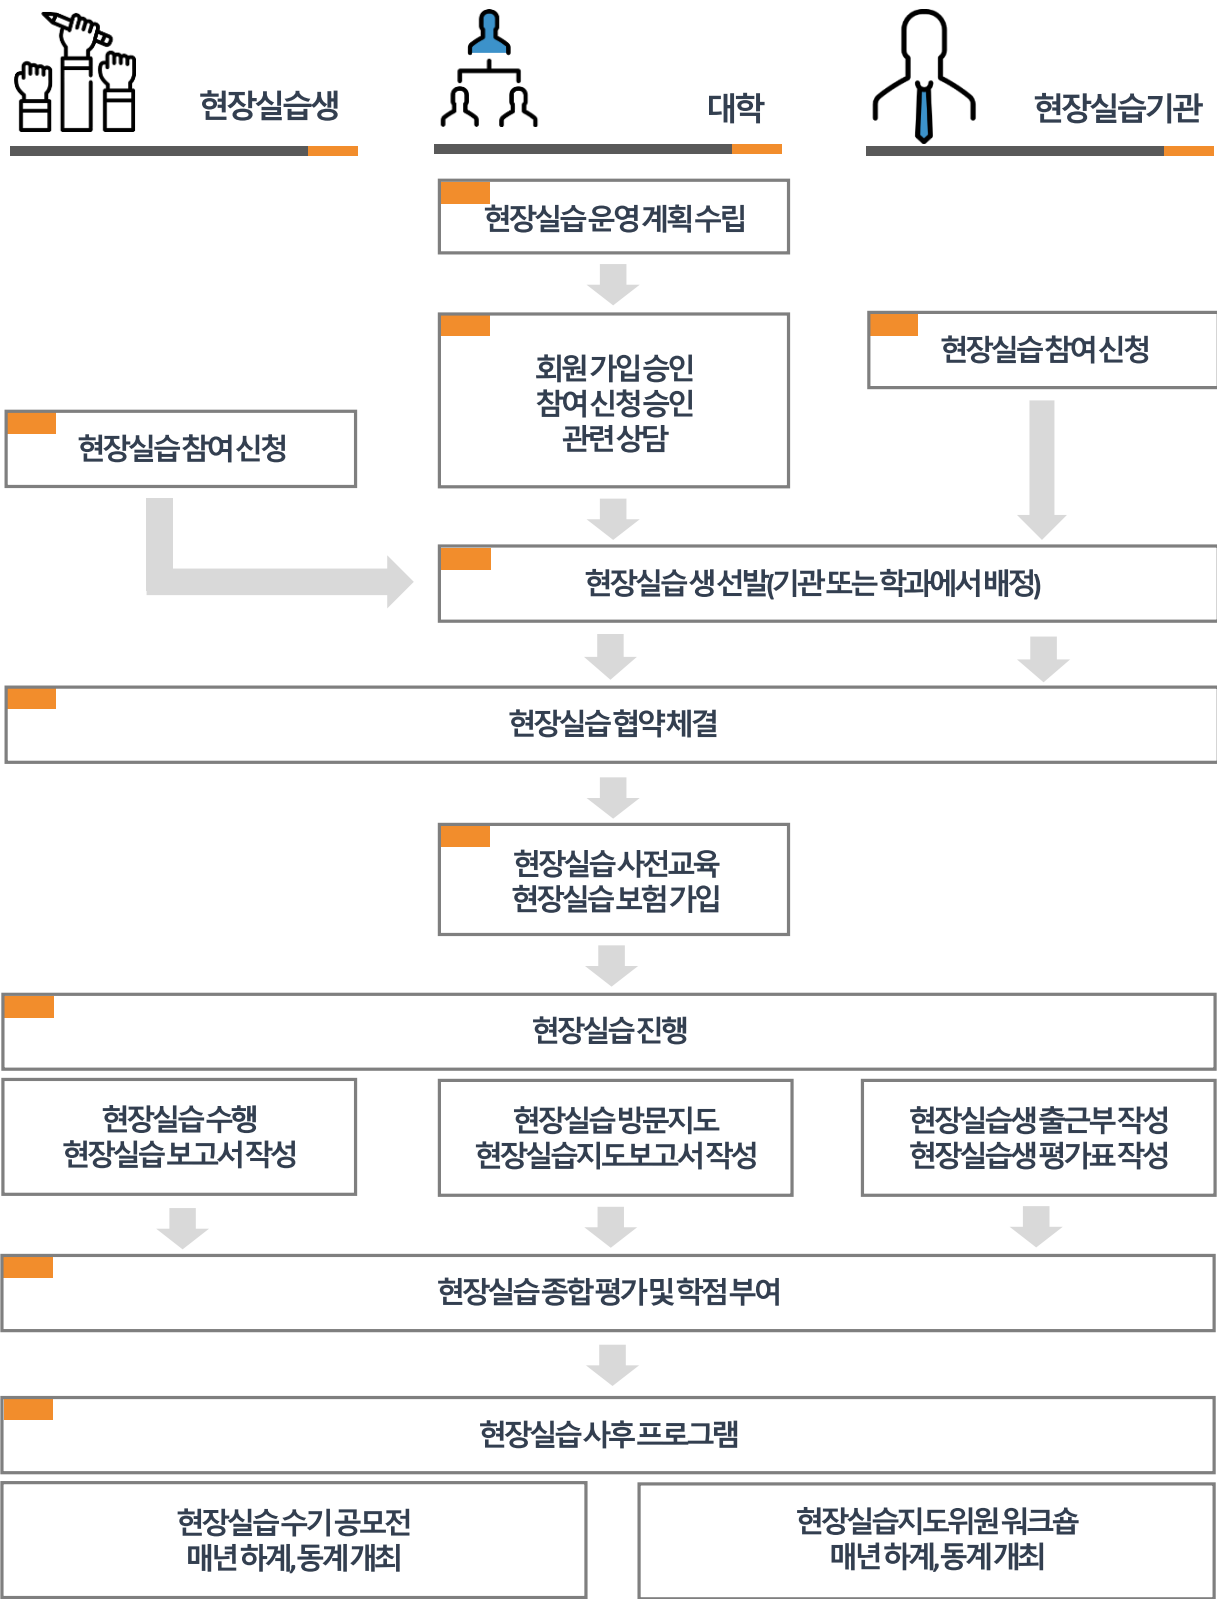 현장실습생
대학
현장실습기관
현장실습 운영 계획 수립
회원 가입 승인
참여 신청 승인
관련 상담
현장실습 참여 신청
현장실습 참여 신청
현장실습 생 선발(기관 또는 학과에서 배정)
현장실습 협약 체결
현장실습 사전교육
현장실습 보험 가입
현장실습 진행
현장실습 수행
현장실습 보고서 작성
현장실습 방문지도
현장실습지도보고서 작성
현장실습생 출근부 작성
현장실습생 평가표 작성
현장실습 종합 평가 및 학점 부여
현장실습 사후 프로그램
현장실습 수기 공모전
매년 하계, 동계 개최
현장실습지도위원 워크숍
매년 하계, 동계 개최